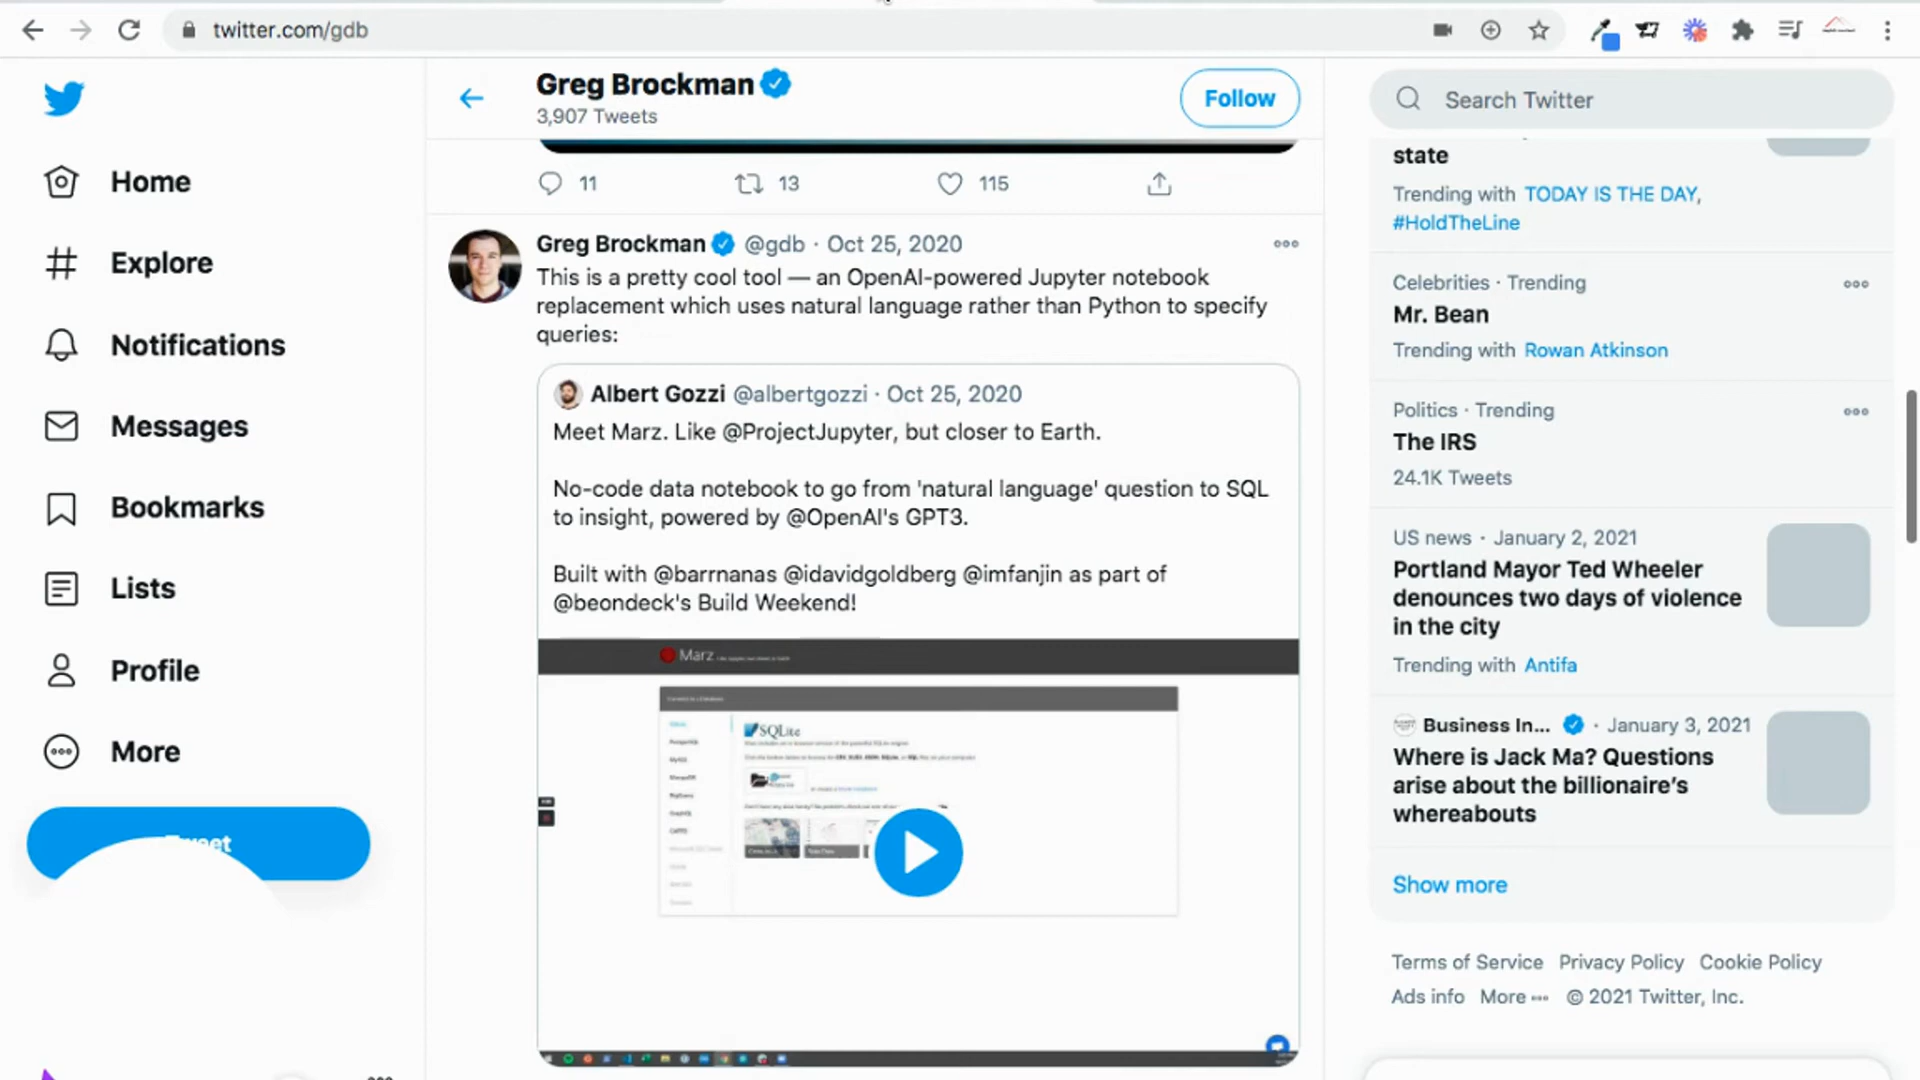 twitter.com/gdb
Greg Brockman
3,907 Tweets
Follow
Search Twitter
Home
Explore
Notifications
Messages
Bookmarks
Lists
Profile
More
11
13
115
Greg Brockman @gdb · Oct 25, 2020
This is a pretty cool tool — an OpenAI-powered Jupyter notebook
replacement which uses natural language rather than Python to specify
queries:
Albert Gozzi @albertgozzi · Oct 25, 2020
Meet Marz. Like @ProjectJupyter, but closer to Earth.
No-code data notebook to go from 'natural language' question to SQL
to insight, powered by @OpenAI's GPT3.
Built with @barrnanas @idavidgoldberg @imfanjin as part of
@beondeck's Build Weekend!
Marz
SQLite
state
Trending with TODAY IS THE DAY,
#HoldTheLine
Celebrities · Trending
Mr. Bean
Trending with Rowan Atkinson
Politics · Trending
The IRS
24.1K Tweets
US news · January 2, 2021
Portland Mayor Ted Wheeler
denounces two days of violence
in the city
Trending with Antifa
Business In... · January 3, 2021
Where is Jack Ma? Questions
arise about the billionaire's
whereabouts
Show more
Terms of Service Privacy Policy Cookie Policy
Ads info More ••• © 2021 Twitter, Inc.